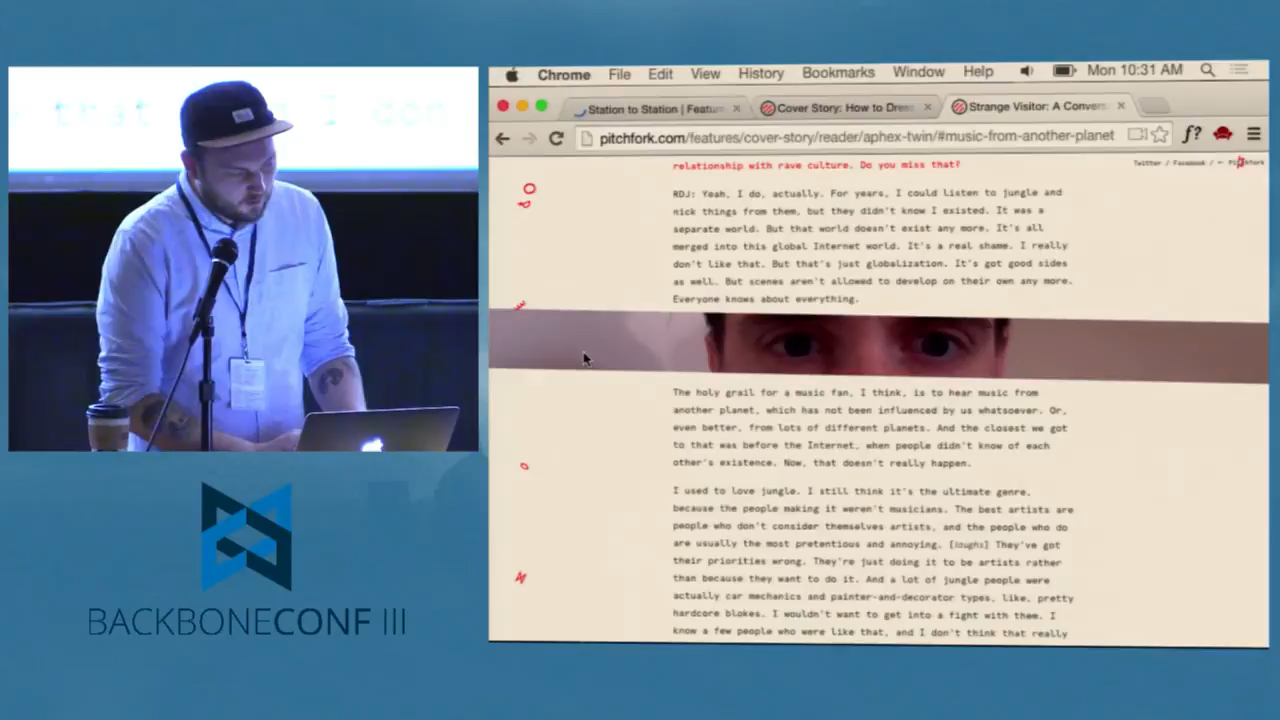 Chrome File Edit View History Bookmarks Window Help Mon 10:31 AM
Station to Station | Featur
Cover Story: How to Dres
Strange Visitor: A Convers
pitchfork.com/features/cover-story/reader/aphex-twin/#music-from-another-planet
f?
relationship with rave culture. Do you miss that?
Twitter / Facebook / ← Pitchfork
RDJ: Yeah, I do, actually. For years, I could listen to jungle and
nick things from them, but they didn't know I existed. It was a
separate world. But that world doesn't exist any more. It's all
merged into this global Internet world. It's a real shame. I really
don't like that. But that's just globalization. It's got good sides
as well. But scenes aren't allowed to develop on their own any more.
Everyone knows about everything.
The holy grail for a music fan, I think, is to hear music from
another planet, which has not been influenced by us whatsoever. Or,
even better, from lots of different planets. And the closest we got
to that was before the Internet, when people didn't know of each
other's existence. Now, that doesn't really happen.
I used to love jungle. I still think it's the ultimate genre,
because the people making it weren't musicians. The best artists are
people who don't consider themselves artists, and the people who do
are usually the most pretentious and annoying. [laughs] They've got
their priorities wrong. They're just doing it to be artists rather
than because they want to do it. And a lot of jungle people were
actually car mechanics and painter-and-decorator types, like, pretty
hardcore blokes. I wouldn't want to get into a fight with them. I
know a few people who were like that, and I don't think that really
BACKBONECONF III